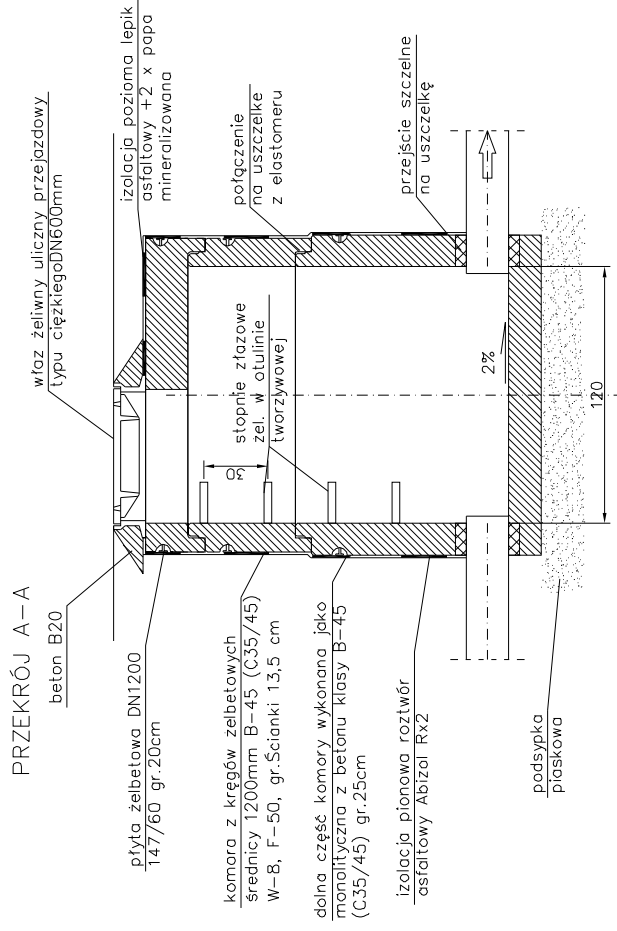 PRZEKRÓJ A-A
beton B20
płyta żelbetowa DN1200
147/60 gr.20cm
komora z kręgów żelbetowych
średnicy 1200mm B-45 (C35/45)
W-8, F-50, gr.Ścianki 13,5 cm
dolna część komory wykonana jako
monolityczna z betonu klasy B-45
(C35/45) gr.25cm
izolacja pionowa roztwór
asfaltowy Abizol Rx2
podsypka
piaskowa
właz żeliwny uliczny przejazdowy
typu ciężkiegoDN600mm
izolacja pozioma lepik
asfaltowy +2 x papa
mineralizowana
połączenie
na uszczelke
z elastomeru
przejście szczelne
na uszczelkę
stopnie złazowe
żel. w otulinie
tworzywowej
30
2%
120